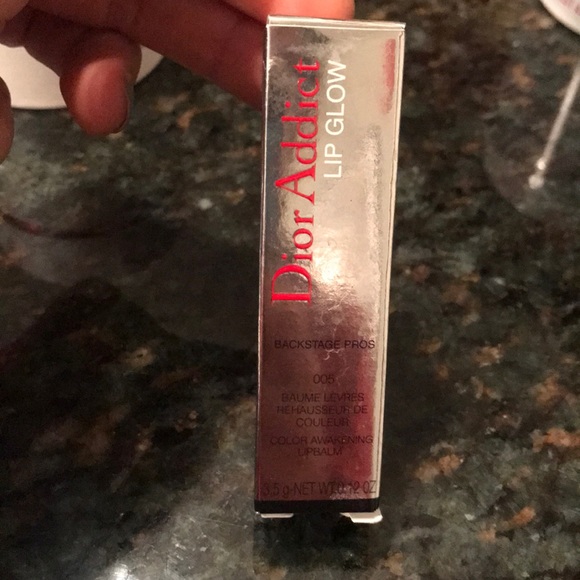 Dior Addict
LIP GLOW
BACKSTAGE PROS
005
BAUME LÈVRES
REHAUSSEUR DE
COULEUR
COLOR AWAKENING
LIPBALM
3.5 g NET WT.0.12 OZ